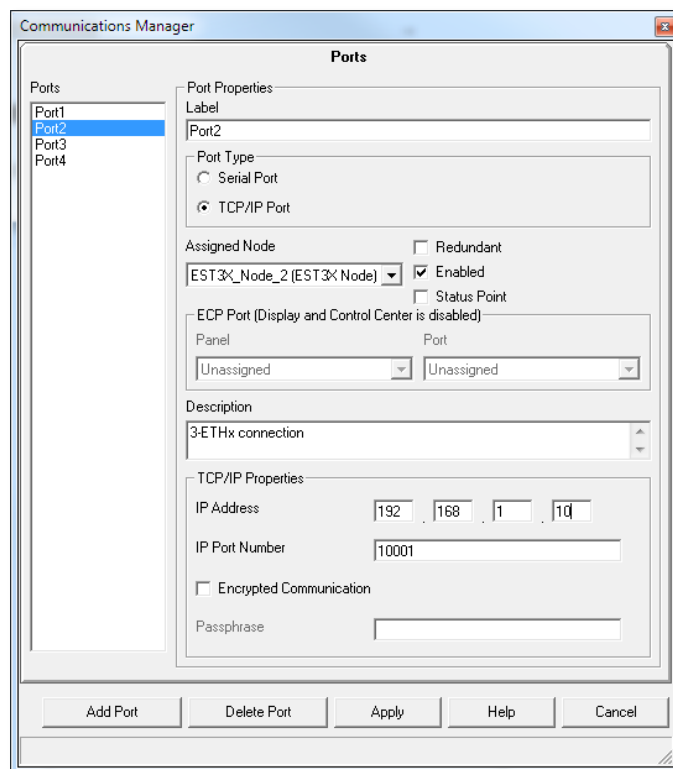 Communications Manager
Ports
Ports
Port1
Port2
Port3
Port4
Port Properties
Label
Port2
Port Type
Serial Port
TCP/IP Port
Assigned Node
EST3X_Node_2 (EST3X Node)
Redundant
Enabled
Status Point
ECP Port (Display and Control Center is disabled)
Panel Port
Unassigned Unassigned
Description
3-ETHx connection
TCP/IP Properties
IP Address 192 . 168 . 1 . 10
IP Port Number 10001
Encrypted Communication
Passphrase
Add Port Delete Port Apply Help Cancel